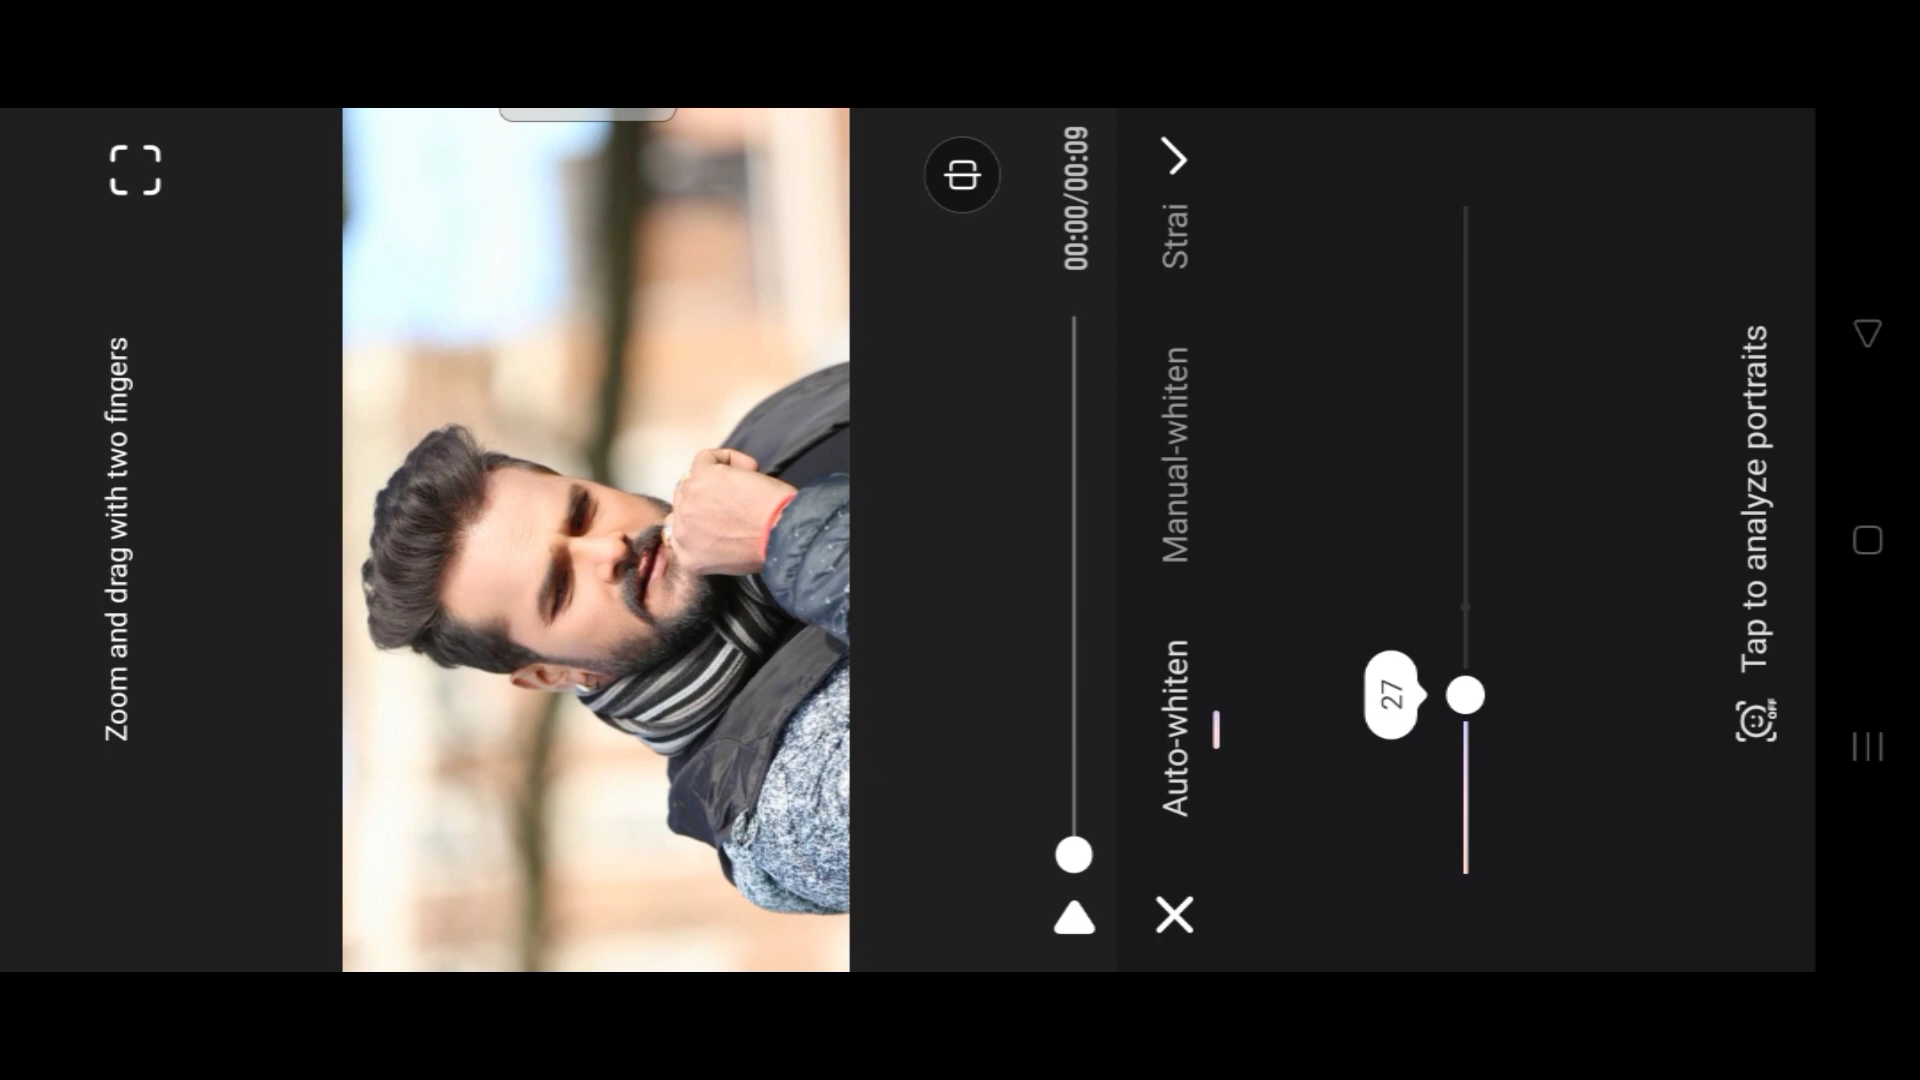 Zoom and drag with two fingers
00:00/00:09
Auto-whiten Manual-whiten Strai
27
OFF Tap to analyze portraits